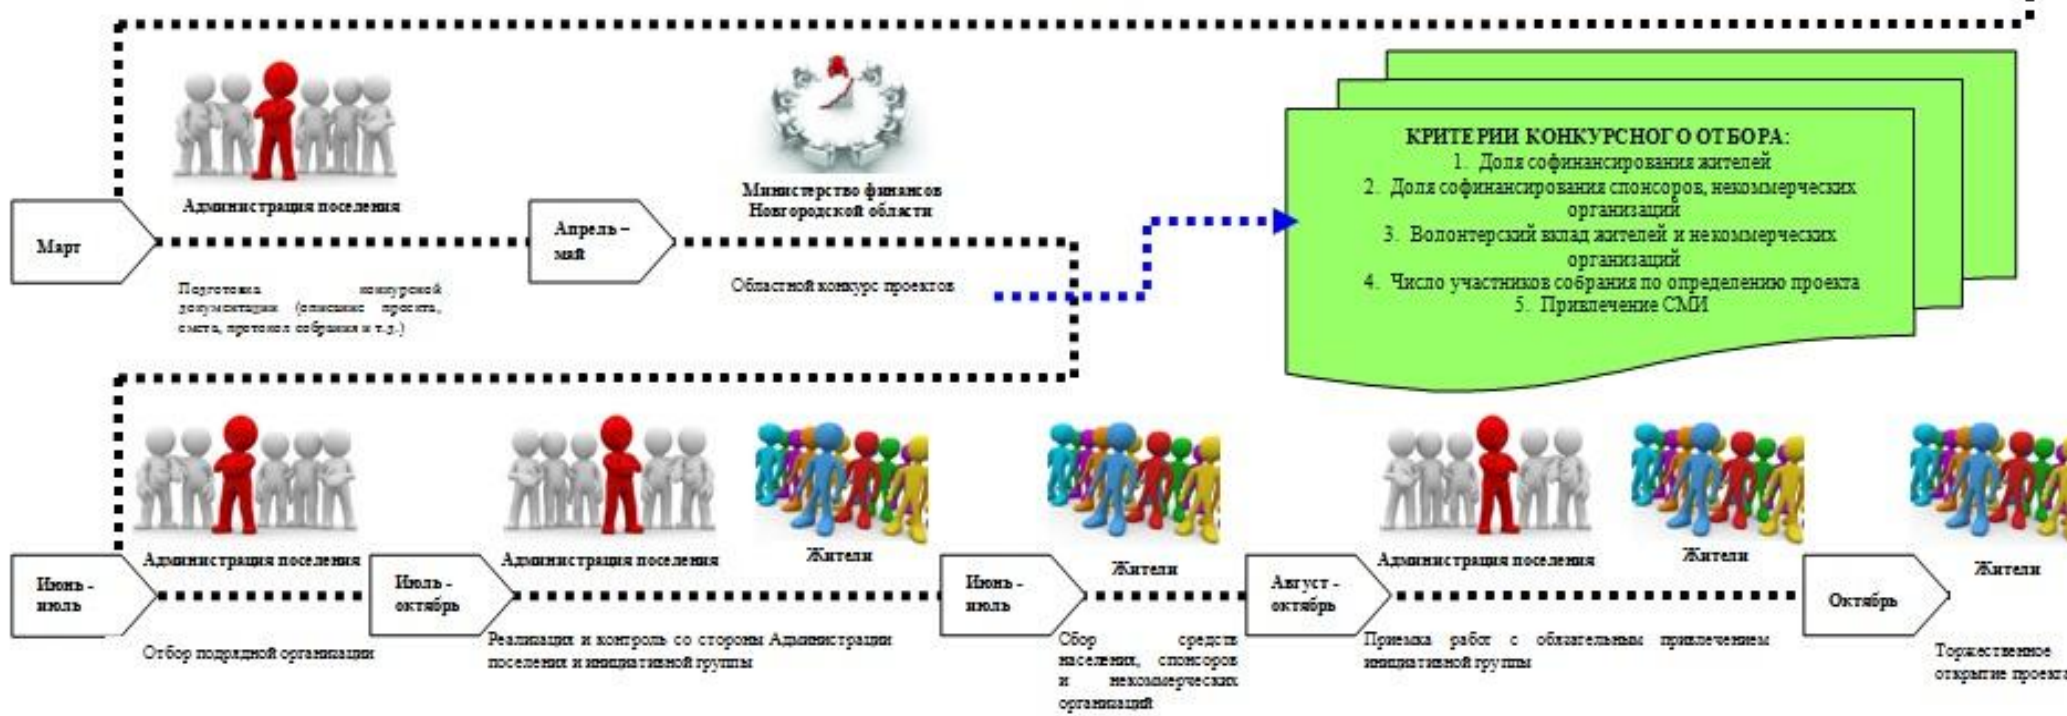 Администрация поселения
Министерство финансов
Новгородской области
КРИТЕРИИ КОНКУРСНОГО ОТБОРА:
1. Доля софинансирования жителей
2. Доля софинансирования спонсоров, некоммерческих
организаций
3. Волонтерский вклад жителей и некоммерческих
организаций
4. Число участников собрания по определению проекта
5. Привлечение СМИ
Март
Апрель –
май
Подготовка конкурсной
документации (описание проекта,
смета, протокол собрания и т.д.)
Областной конкурс проектов
Администрация поселения
Администрация поселения
Жители
Жители
Администрация поселения
Жители
Жители
Июнь -
июль
Июль -
октябрь
Июнь -
июль
Август -
октябрь
Октябрь
Отбор подрядной организации
Реализация и контроль со стороны Администрации
поселения и инициативной группы
Сбор средств
населения, спонсоров
и некоммерческих
организаций
Приемка работ с обязательным привлечением
инициативной группы
Торжественное
открытие проекта